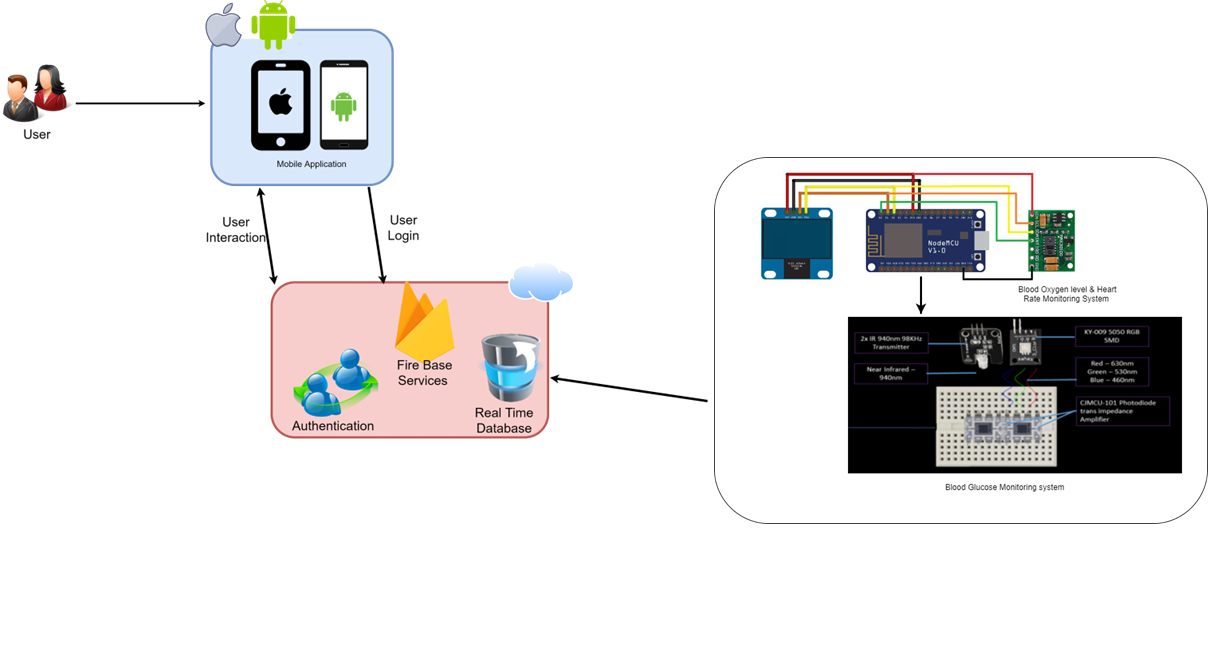 User
Mobile Application
User
Interaction
User
Login
Fire Base
Services
Authentication
Real Time
Database
NodeMCU
V1.0
Blood Oxygen level & Heart
Rate Monitoring System
2x IR 940nm 98KHz
Transmitter
Near Infrared –
940nm
KY-009 5050 RGB
SMD
Red – 630nm
Green – 530nm
Blue – 460nm
CJMCU-101 Photodiode
trans Impedance
Amplifier
Blood Glucose Monitoring system